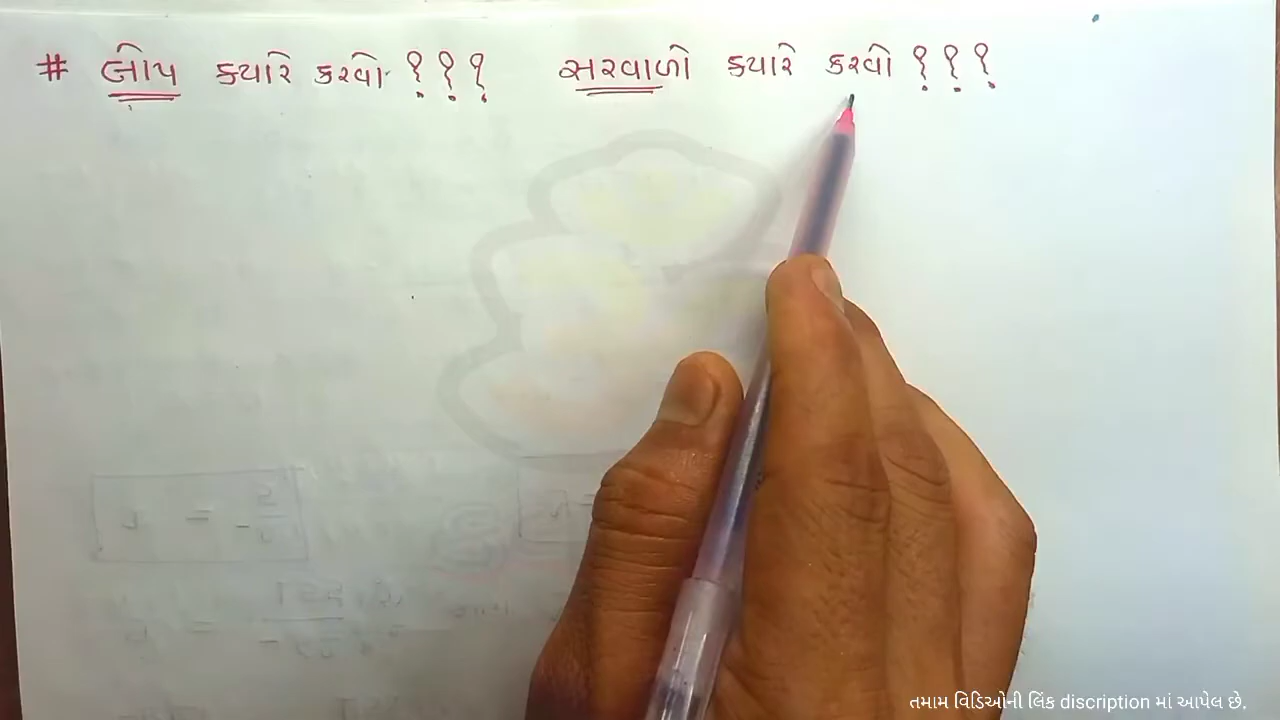 # લોપ ક્યારે કરવો ? ? ? સરવાળો ક્યારે કરવો ? ? ?
તમામ વિડિઓની લિંક discription માં આપેલ છે.